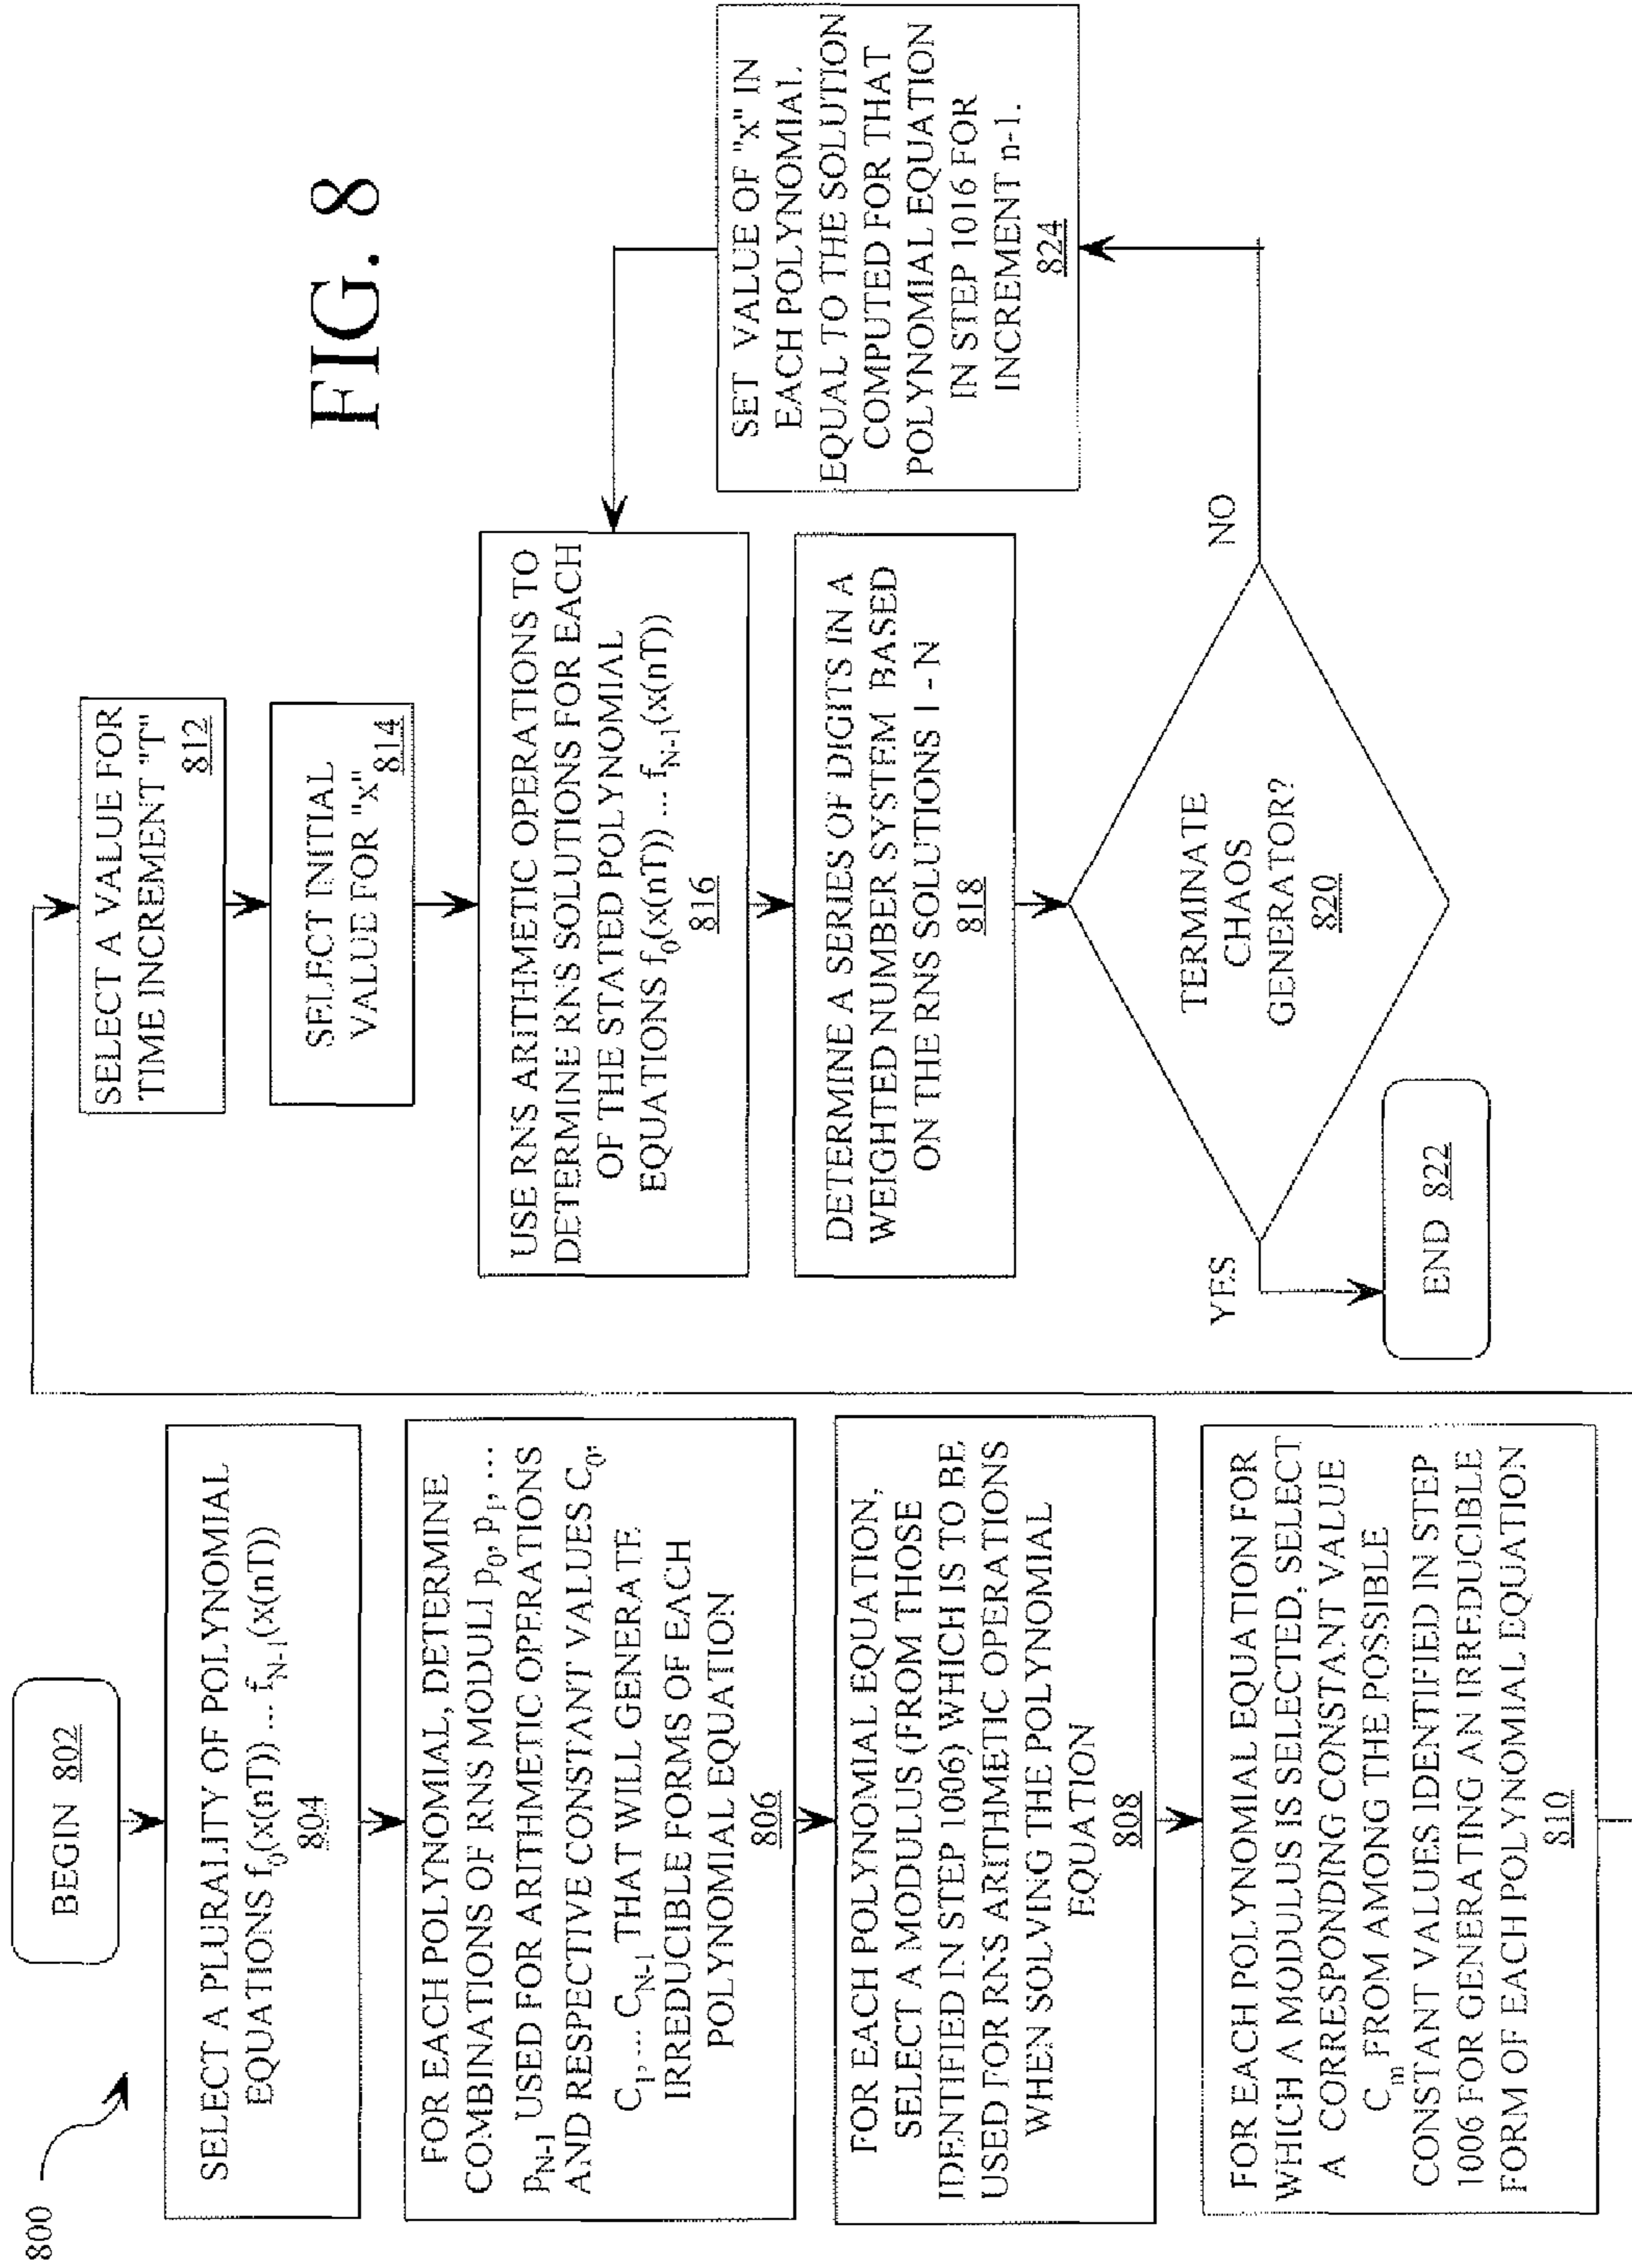 800
BEGIN 802
SELECT A PLURALITY OF POLYNOMIAL
EQUATIONS f0(x(nT)) ... fN-1(x(nT))
804
FOR EACH POLYNOMIAL, DETERMINE
COMBINATIONS OF RNS MODULI p0, p1, ...
pN-1 USED FOR ARITHMETIC OPERATIONS
AND RESPECTIVE CONSTANT VALUES C0,
C1, ... CN-1 THAT WILL GENERATE
IRREDUCIBLE FORMS OF EACH
POLYNOMIAL EQUATION
806
FOR EACH POLYNOMIAL EQUATION,
SELECT A MODULUS (FROM THOSE
IDENTIFIED IN STEP 1006) WHICH IS TO BE
USED FOR RNS ARITHMETIC OPERATIONS
WHEN SOLVING THE POLYNOMIAL
EQUATION
808
FOR EACH POLYNOMIAL EQUATION FOR
WHICH A MODULUS IS SELECTED, SELECT
A CORRESPONDING CONSTANT VALUE
Cm FROM AMONG THE POSSIBLE
CONSTANT VALUES IDENTIFIED IN STEP
1006 FOR GENERATING AN IRREDUCIBLE
FORM OF EACH POLYNOMIAL EQUATION
810
SELECT A VALUE FOR
TIME INCREMENT "T"
812
SELECT INITIAL
VALUE FOR "x"
814
USE RNS ARITHMETIC OPERATIONS TO
DETERMINE RNS SOLUTIONS FOR EACH
OF THE STATED POLYNOMIAL
EQUATIONS f0(x(nT)) ... fN-1(x(nT))
816
DETERMINE A SERIES OF DIGITS IN A
WEIGHTED NUMBER SYSTEM BASED
ON THE RNS SOLUTIONS 1 - N
818
TERMINATE
CHAOS
GENERATOR?
820
YES
NO
END 822
SET VALUE OF "x" IN
EACH POLYNOMIAL
EQUAL TO THE SOLUTION
COMPUTED FOR THAT
POLYNOMIAL EQUATION
IN STEP 1016 FOR
INCREMENT n-1.
824
FIG. 8